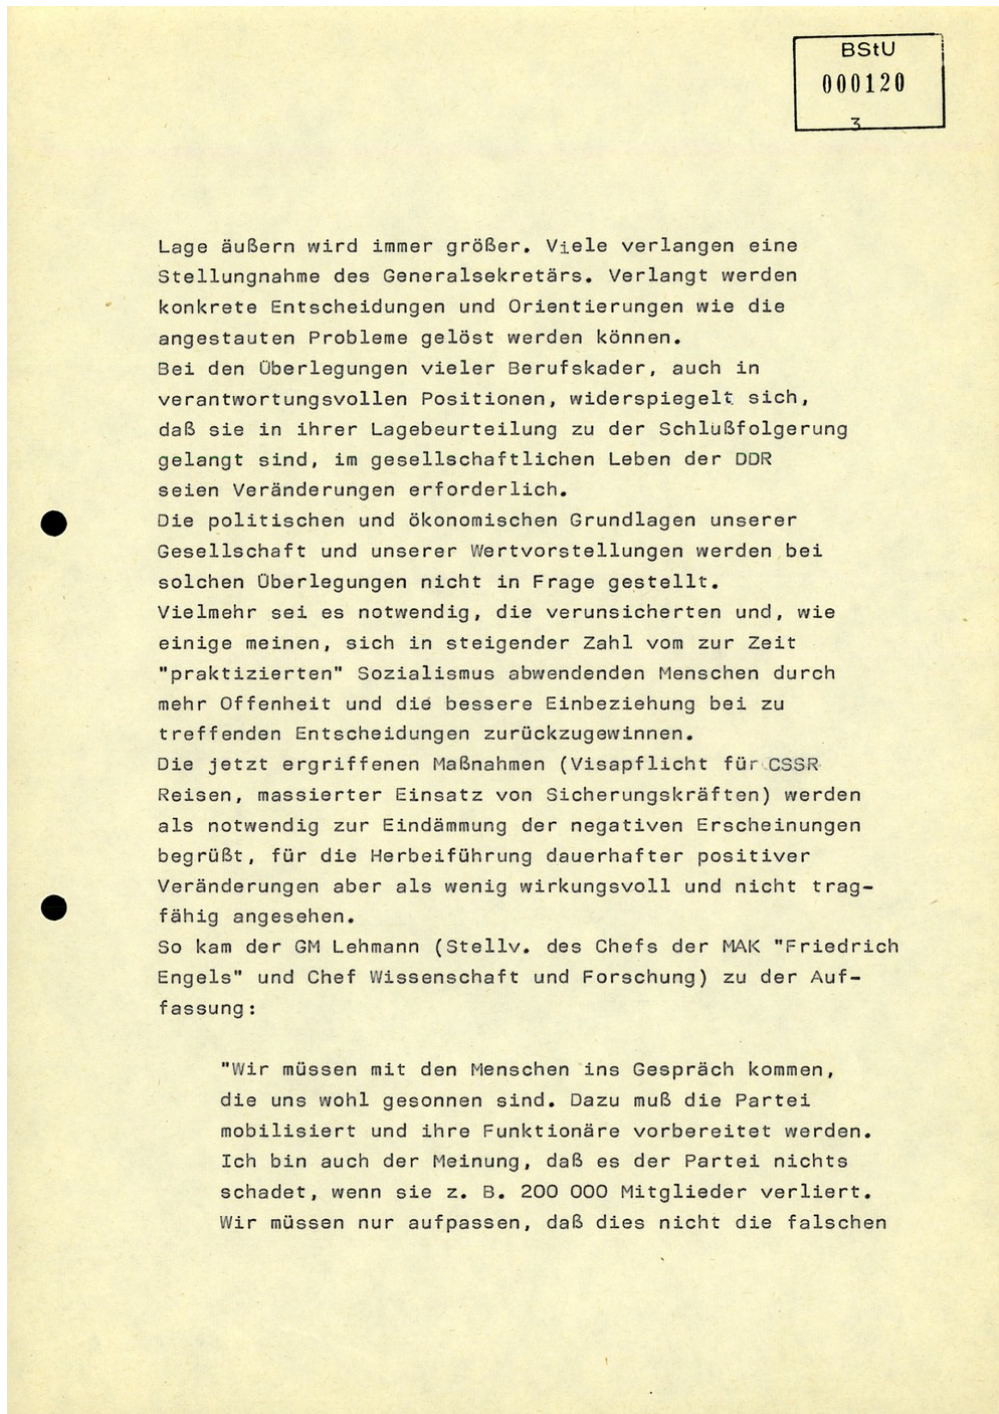 BStU
000120
3
Lage äußern wird immer größer. Viele verlangen eine
Stellungnahme des Generalsekretärs. Verlangt werden
konkrete Entscheidungen und Orientierungen wie die
angestauten Probleme gelöst werden können.
Bei den Überlegungen vieler Berufskader, auch in
verantwortungsvollen Positionen, widerspiegelt sich,
daß sie in ihrer Lagebeurteilung zu der Schlußfolgerung
gelangt sind, im gesellschaftlichen Leben der DDR
seien Veränderungen erforderlich.
Die politischen und ökonomischen Grundlagen unserer
Gesellschaft und unserer Wertvorstellungen werden bei
solchen Überlegungen nicht in Frage gestellt.
Vielmehr sei es notwendig, die verunsicherten und, wie
einige meinen, sich in steigender Zahl vom zur Zeit
"praktizierten" Sozialismus abwendenden Menschen durch
mehr Offenheit und die bessere Einbeziehung bei zu
treffenden Entscheidungen zurückzugewinnen.
Die jetzt ergriffenen Maßnahmen (Visapflicht für CSSR
Reisen, massierter Einsatz von Sicherungskräften) werden
als notwendig zur Eindämmung der negativen Erscheinungen
begrüßt, für die Herbeiführung dauerhafter positiver
Veränderungen aber als wenig wirkungsvoll und nicht trag-
fähig angesehen.
So kam der GM Lehmann (Stellv. des Chefs der MAK "Friedrich
Engels" und Chef Wissenschaft und Forschung) zu der Auf-
fassung:
"Wir müssen mit den Menschen ins Gespräch kommen,
die uns wohl gesonnen sind. Dazu muß die Partei
mobilisiert und ihre Funktionäre vorbereitet werden.
Ich bin auch der Meinung, daß es der Partei nichts
schadet, wenn sie z. B. 200 000 Mitglieder verliert.
Wir müssen nur aufpassen, daß dies nicht die falschen